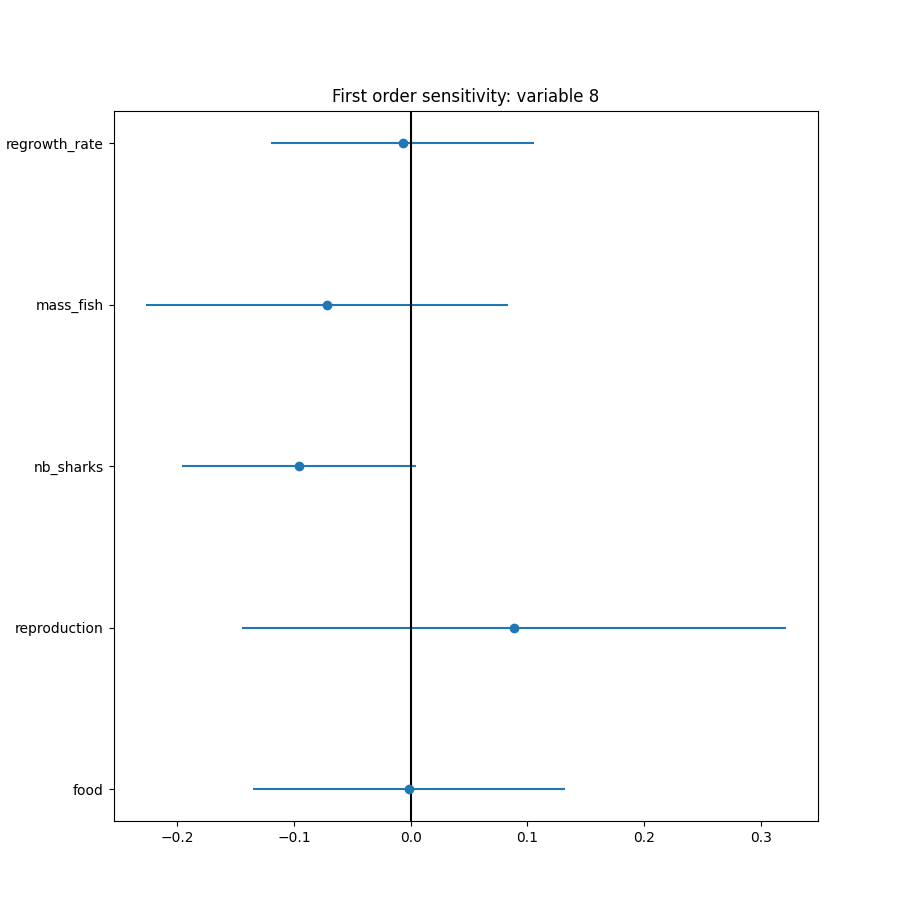 First order sensitivity: variable 8
regrowth_rate
mass_fish
nb_sharks
reproduction
food
−0.2 −0.1 0.0 0.1 0.2 0.3